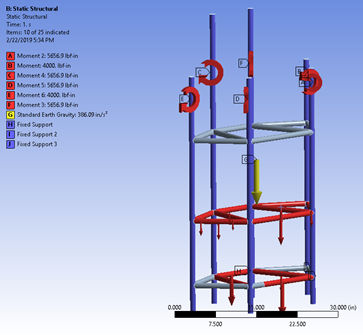 B: Static Structural
Static Structural
Time: 1. s
Items: 10 of 25 indicated
2/22/2019 5:34 PM
A Moment 2: 5656.9 lbf·in
B Moment: 4000. lbf·in
C Moment 4: 5656.9 lbf·in
D Moment 5: 5656.9 lbf·in
E Moment 6: 4000. lbf·in
F Moment 3: 5656.9 lbf·in
G Standard Earth Gravity: 386.09 in/s²
H Fixed Support
I Fixed Support 2
J Fixed Support 3
C
F
E
D
G
H
0.000
30.000 (in)
7.500
22.500